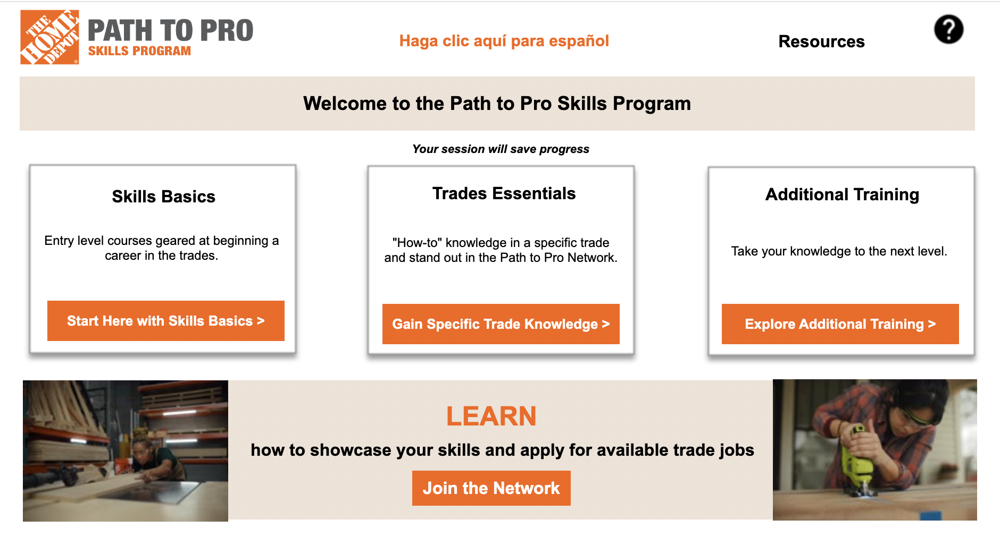 THE
HOME
DEPOT
®
PATH TO PRO
SKILLS PROGRAM
Haga clic aquí para español
Resources
?
Welcome to the Path to Pro Skills Program
Your session will save progress
Skills Basics
Entry level courses geared at beginning a
career in the trades.
Start Here with Skills Basics >
Trades Essentials
"How-to" knowledge in a specific trade
and stand out in the Path to Pro Network.
Gain Specific Trade Knowledge >
Additional Training
Take your knowledge to the next level.
Explore Additional Training >
LEARN
how to showcase your skills and apply for available trade jobs
Join the Network